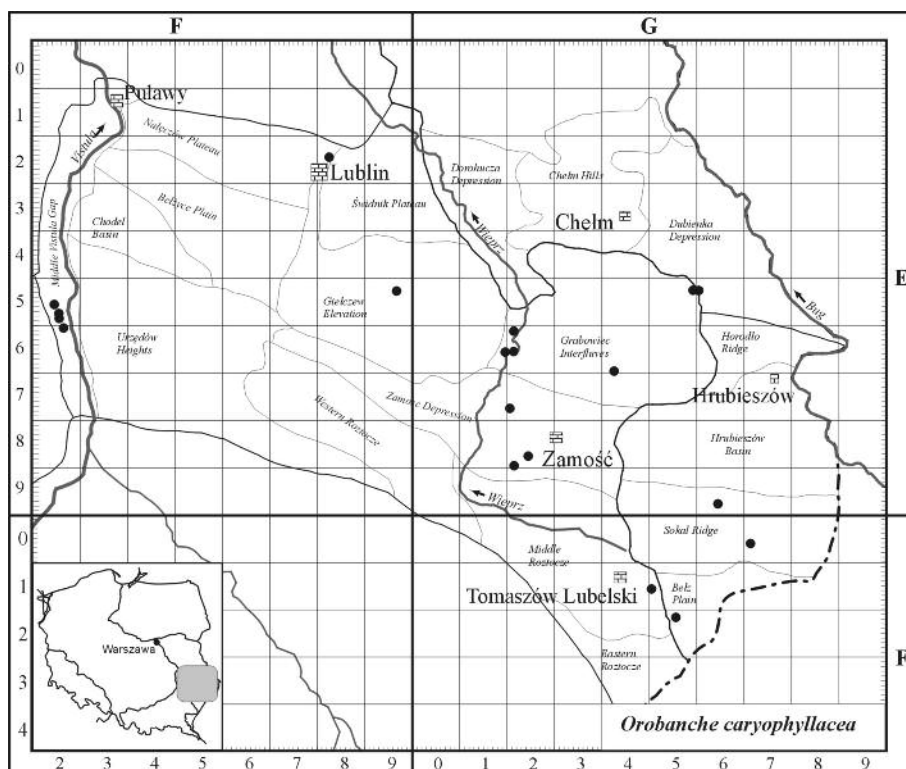 F
G
0
1
2
3
4
5
6
7
8
9
0
1
2
3
4
E
F
Puławy
Vistula
Nałęczów Plateau
Bełżyce Plain
Chodel
Basin
Middle Vistula Gap
Urzędów
Heights
Lublin
Świdnik Plateau
Giełczew
Elevation
Zamość Depression
Western Roztocze
Dorohucza
Depression
Wieprz
Chełm Hills
Chełm
Dubienka
Depression
Bug
Grabowiec
Interfluves
Horodło
Ridge
Hrubieszów
Hrubieszów
Basin
Zamość
Wieprz
Sokal Ridge
Middle
Roztocze
Tomaszów Lubelski
Bełz
Plain
Eastern
Roztocze
Warszawa
Orobanche caryophyllacea
2 3 4 5 6 7 8 9 0 1 2 3 4 5 6 7 8 9